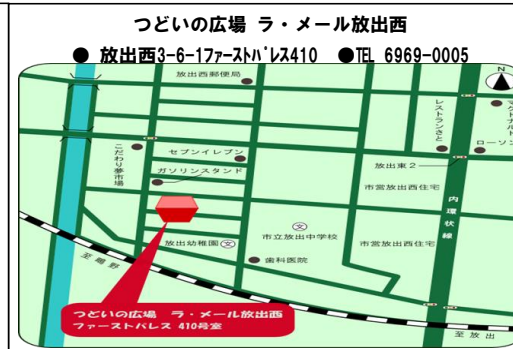 つどいの広場 ラ・メール放出西
● 放出西3-6-1ファーストパレス410 ●TEL 6969-0005
N
放出西郵便局
マクドナルド
レストランさと
ローソン
こだわり夢市場
セブンイレブン
放出東2
ガソリンスタンド
市営放出西住宅
内環状線
文
市立放出中学校
放出幼稚園
文
市営放出西住宅
歯科医院
至鴫野
つどいの広場 ラ・メール放出西
ファーストパレス 410号室
至放出